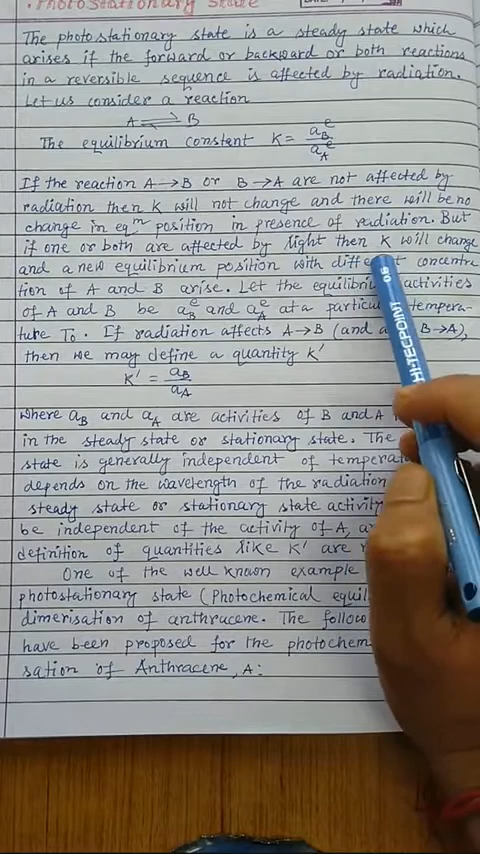 • Photostationary State
The photostationary state is a steady state which
arises if the forward or backward or both reactions
in a reversible sequence is affected by radiation.
Let us consider a reaction
A ⇌ B
The equilibrium constant K = a_B^e / a_A^e
If the reaction A → B or B → A are not affected by
radiation then K will not change and there will be no
change in eqᵐ position in presence of radiation. But
if one or both are affected by light then K will change
and a new equilibrium position with diffe t concentra
tion of A and B arise. Let the equilibri activities
of A and B be a_B^e and a_A^e at a particul tempera-
ture T₀. If radiation affects A → B (and a B → A),
then we may define a quantity K'
K' = a_B / a_A
where a_B and a_A are activities of B and A
in the steady state or stationary state. The
state is generally independent of temperat
depends on the wavelength of the radiation
steady state or stationary state activity
be independent of the activity of A, a
definition of quantities like K' are
One of the well known example
photostationary state (Photochemical equil
dimerisation of anthracene. The follow
have been proposed for the photochem
sation of Anthracene, A:
HI-TECPOINT 0.5